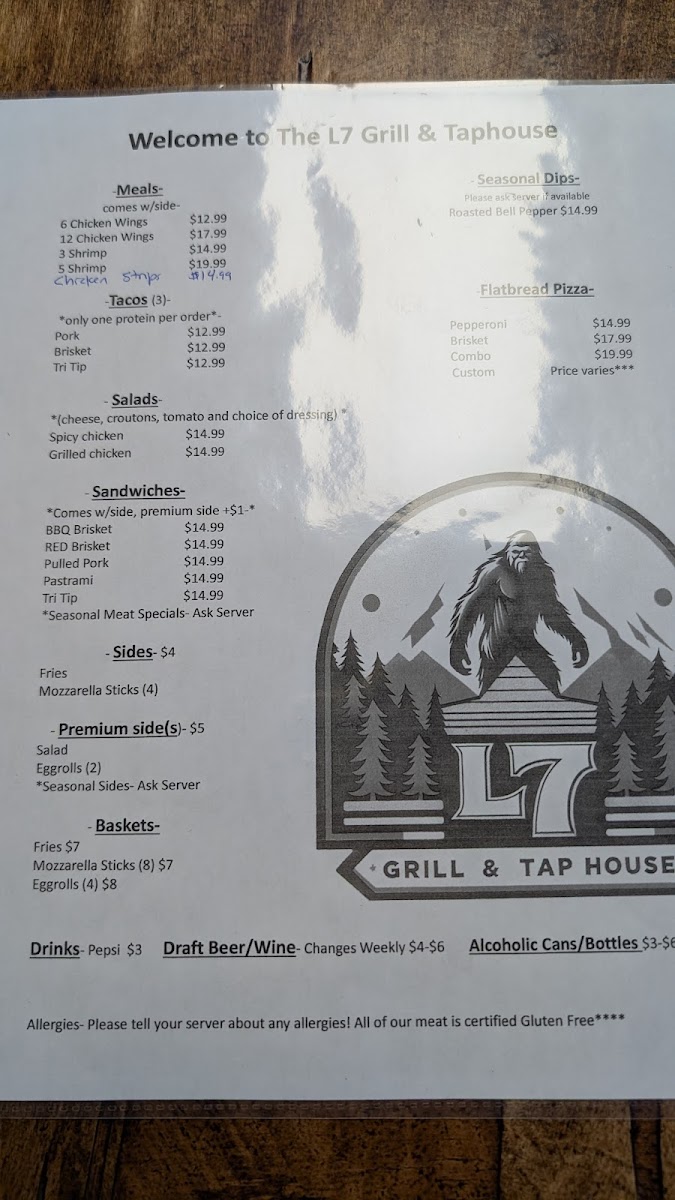 Welcome to The L7 Grill & Taphouse
-Meals-
comes w/side-
6 Chicken Wings $12.99
12 Chicken Wings $17.99
3 Shrimp $14.99
5 Shrimp $19.99
Chicken Strips $14.99
-Tacos (3)-
*only one protein per order*-
Pork $12.99
Brisket $12.99
Tri Tip $12.99
- Salads-
*(cheese, croutons, tomato and choice of dressing) *
Spicy chicken $14.99
Grilled chicken $14.99
- Sandwiches-
*Comes w/side, premium side +$1-*
BBQ Brisket $14.99
RED Brisket $14.99
Pulled Pork $14.99
Pastrami $14.99
Tri Tip $14.99
*Seasonal Meat Specials- Ask Server
- Sides- $4
Fries
Mozzarella Sticks (4)
- Premium side(s)- $5
Salad
Eggrolls (2)
*Seasonal Sides- Ask Server
- Baskets-
Fries $7
Mozzarella Sticks (8) $7
Eggrolls (4) $8
- Seasonal Dips-
Please ask Server if available
Roasted Bell Pepper $14.99
-Flatbread Pizza-
Pepperoni $14.99
Brisket $17.99
Combo $19.99
Custom Price varies***
L7
GRILL & TAP HOUSE
Drinks- Pepsi $3 Draft Beer/Wine- Changes Weekly $4-$6 Alcoholic Cans/Bottles $3-$6
Allergies- Please tell your server about any allergies! All of our meat is certified Gluten Free****